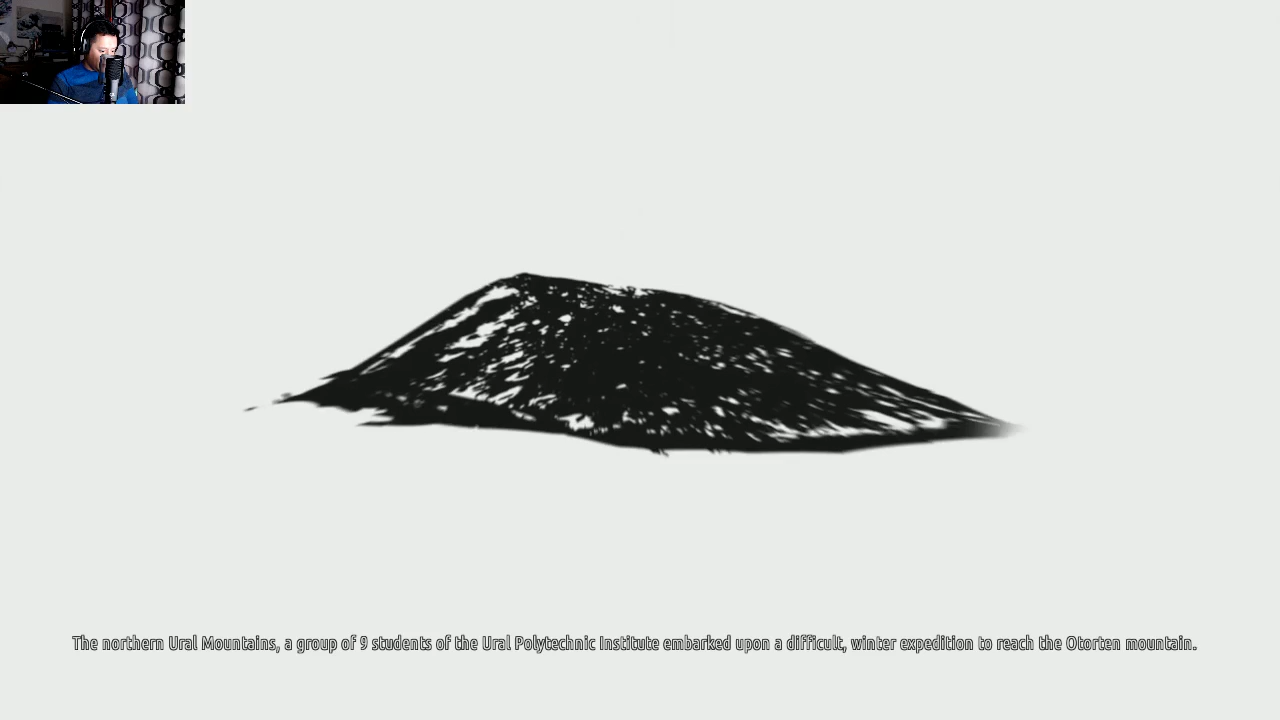 The northern Ural Mountains, a group of 9 students of the Ural Polytechnic Institute embarked upon a difficult, winter expedition to reach the Otorten mountain.